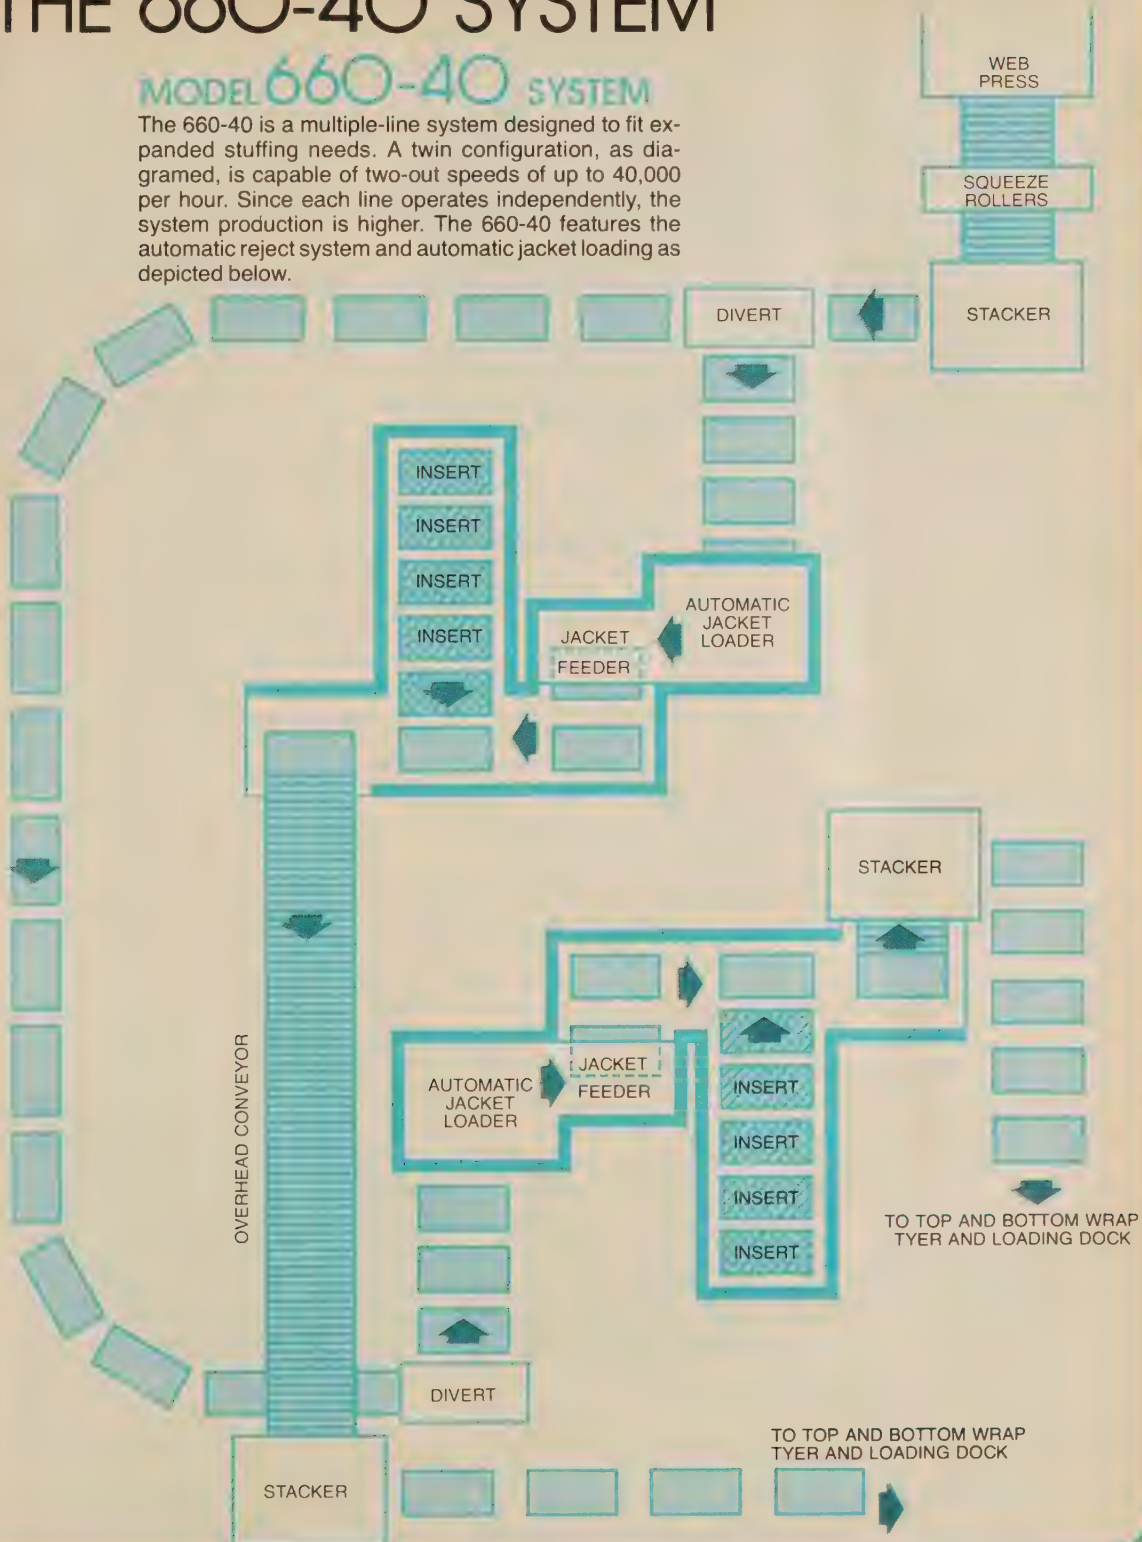 THE 660-40 SYSTEM
MODEL 660-40 SYSTEM
The 660-40 is a multiple-line system designed to fit ex-
panded stuffing needs. A twin configuration, as dia-
gramed, is capable of two-out speeds of up to 40,000
per hour. Since each line operates independently, the
system production is higher. The 660-40 features the
automatic reject system and automatic jacket loading as
depicted below.
WEB
PRESS
SQUEEZE
ROLLERS
STACKER
DIVERT
INSERT
INSERT
INSERT
INSERT
AUTOMATIC
JACKET
LOADER
JACKET
FEEDER
STACKER
OVERHEAD CONVEYOR
AUTOMATIC
JACKET
LOADER
JACKET
FEEDER
INSERT
INSERT
INSERT
INSERT
TO TOP AND BOTTOM WRAP
TYER AND LOADING DOCK
DIVERT
STACKER
TO TOP AND BOTTOM WRAP
TYER AND LOADING DOCK